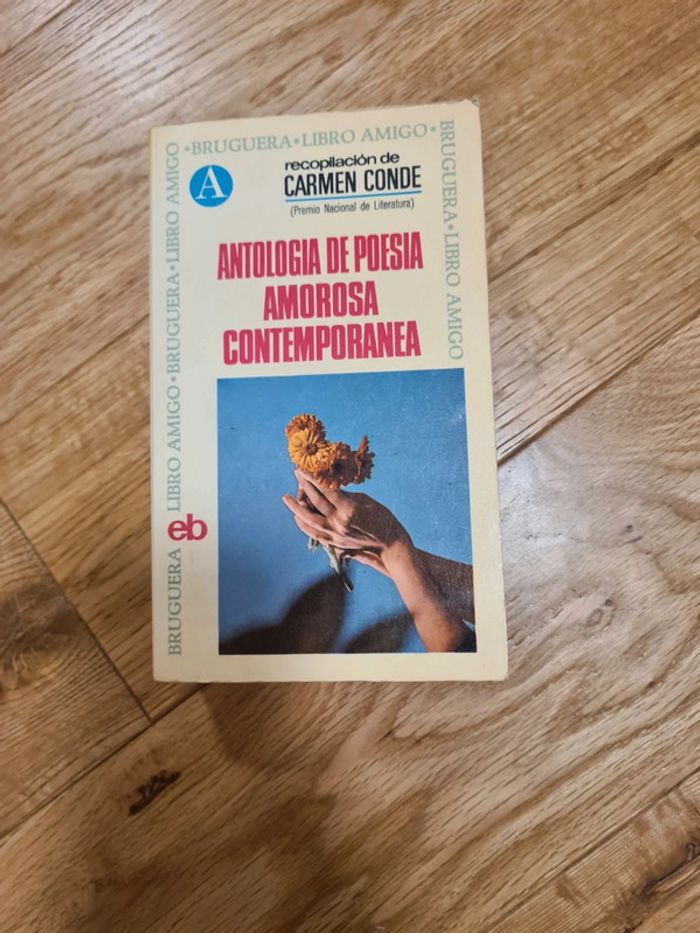 • BRUGUERA • LIBRO AMIGO •
BRUGUERA • LIBRO AMIGO
BRUGUERA LIBRO AMIGO • BRUGUERA • LIBRO AMIGO
A
recopilación de
CARMEN CONDE
(Premio Nacional de Literatura)
ANTOLOGIA DE POESIA
AMOROSA
CONTEMPORANEA
eb